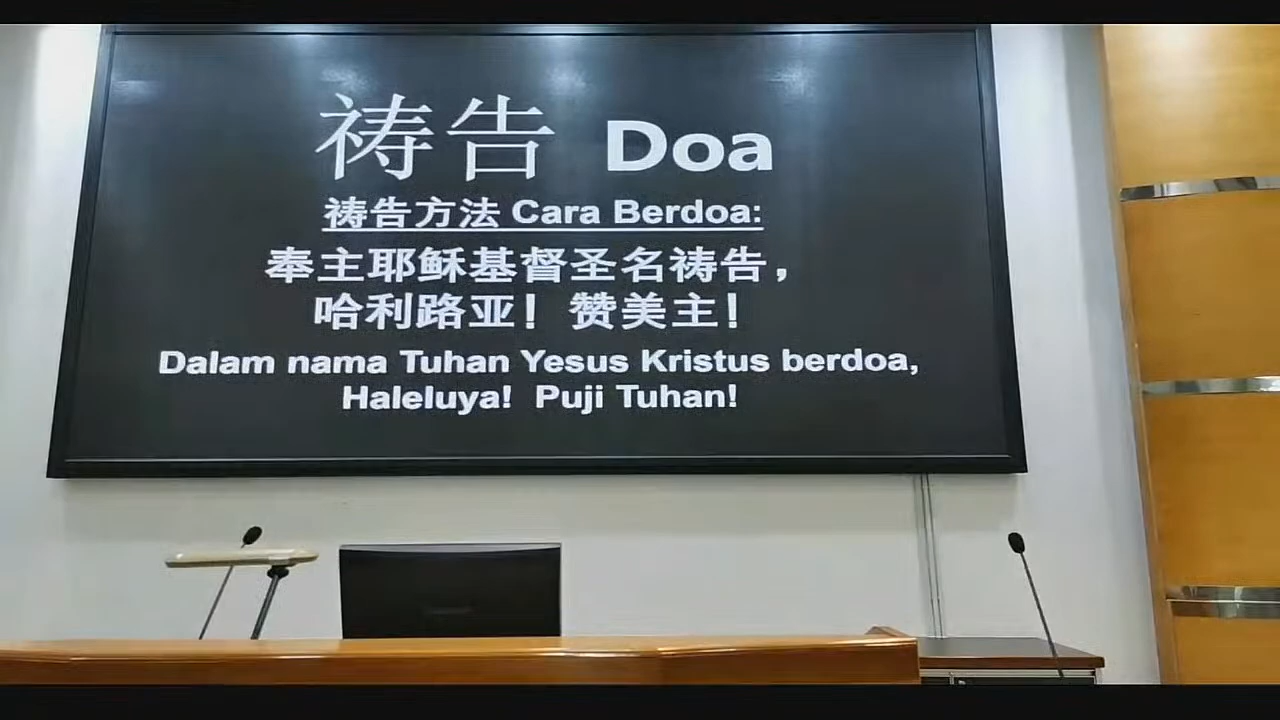 祷告 Doa
祷告方法 Cara Berdoa:
奉主耶稣基督圣名祷告，
哈利路亚！赞美主！
Dalam nama Tuhan Yesus Kristus berdoa,
Haleluya! Puji Tuhan!